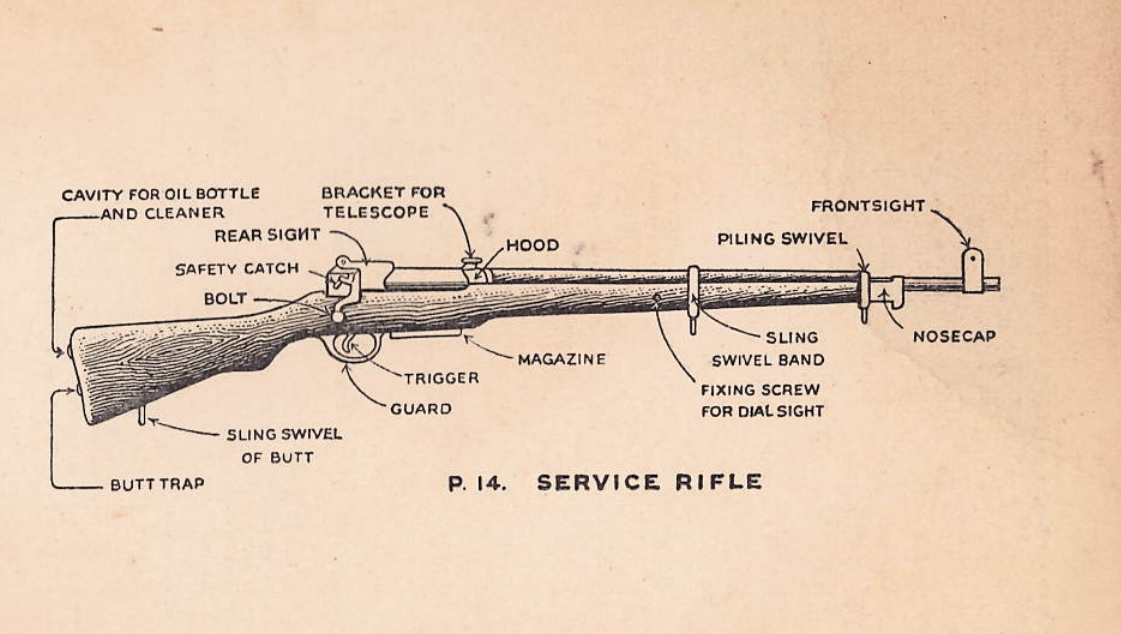 CAVITY FOR OIL BOTTLE
AND CLEANER
BRACKET FOR
TELESCOPE
REAR SIGHT
SAFETY CATCH
BOLT
HOOD
FRONTSIGHT
PILING SWIVEL
NOSECAP
SLING
SWIVEL BAND
MAGAZINE
TRIGGER
GUARD
FIXING SCREW
FOR DIAL SIGHT
SLING SWIVEL
OF BUTT
BUTT TRAP
P. 14. SERVICE RIFLE